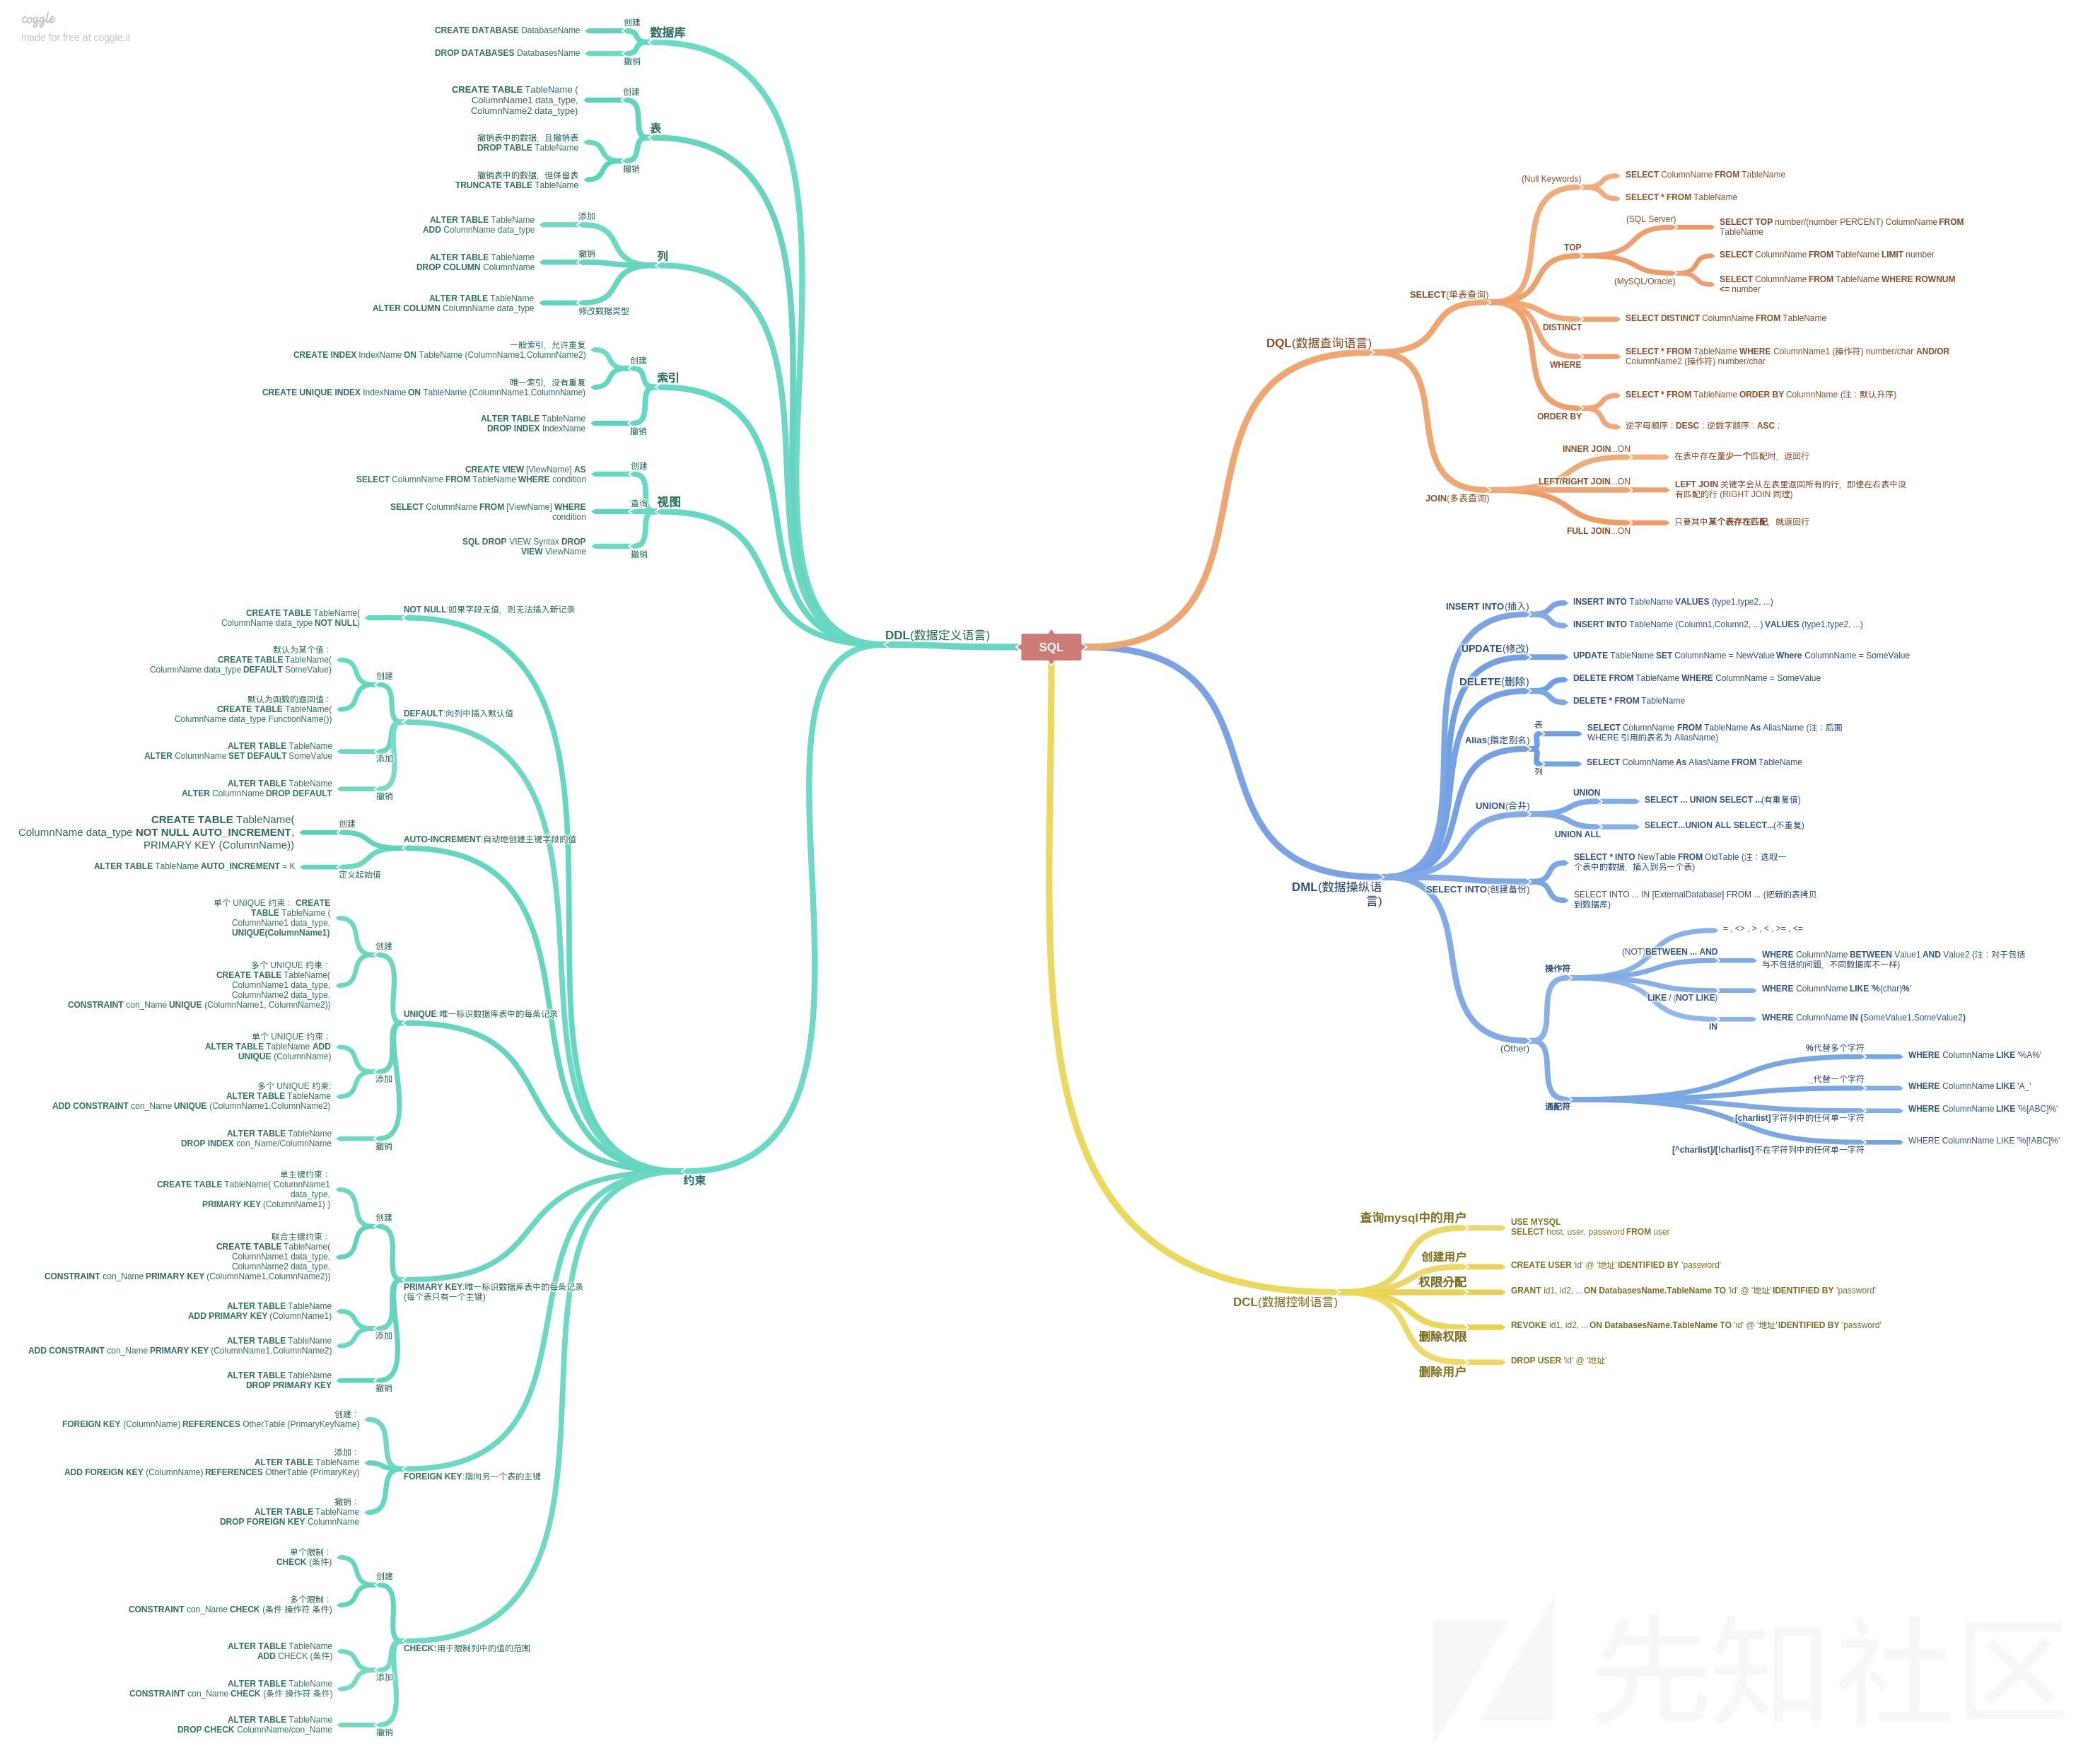 coggle
made for free at coggle.it
SQL
DDL(数据定义语言)
数据库
创建
CREATE DATABASE DatabaseName
撤销
DROP DATABASES DatabasesName
表
创建
CREATE TABLE TableName (
ColumnName1 data_type,
ColumnName2 data_type)
撤销
撤销表中的数据，且撤销表
DROP TABLE TableName
撤销表中的数据，但保留表
TRUNCATE TABLE TableName
列
添加
ALTER TABLE TableName
ADD ColumnName data_type
撤销
ALTER TABLE TableName
DROP COLUMN ColumnName
修改数据类型
ALTER TABLE TableName
ALTER COLUMN ColumnName data_type
索引
创建
一般索引，允许重复
CREATE INDEX IndexName ON TableName (ColumnName1,ColumnName2)
唯一索引，没有重复
CREATE UNIQUE INDEX IndexName ON TableName (ColumnName1,ColumnName)
撤销
ALTER TABLE TableName
DROP INDEX IndexName
视图
创建
CREATE VIEW [ViewName] AS
SELECT ColumnName FROM TableName WHERE condition
查询
SELECT ColumnName FROM [ViewName] WHERE
condition
撤销
SQL DROP VIEW Syntax DROP
VIEW ViewName
约束
NOT NULL:如果字段无值，则无法插入新记录
CREATE TABLE TableName(
ColumnName data_type NOT NULL)
DEFAULT:向列中插入默认值
创建
默认为某个值：
CREATE TABLE TableName(
ColumnName data_type DEFAULT SomeValue)
默认为函数的返回值：
CREATE TABLE TableName(
ColumnName data_type FunctionName())
添加
ALTER TABLE TableName
ALTER ColumnName SET DEFAULT SomeValue
撤销
ALTER TABLE TableName
ALTER ColumnName DROP DEFAULT
AUTO-INCREMENT:自动地创建主键字段的值
创建
CREATE TABLE TableName(
ColumnName data_type NOT NULL AUTO_INCREMENT,
PRIMARY KEY (ColumnName))
定义起始值
ALTER TABLE TableName AUTO_INCREMENT = K
UNIQUE:唯一标识数据库表中的每条记录
创建
单个 UNIQUE 约束： CREATE
TABLE TableName (
ColumnName1 data_type,
UNIQUE(ColumnName1)
多个 UNIQUE 约束：
CREATE TABLE TableName(
ColumnName1 data_type,
ColumnName2 data_type,
CONSTRAINT con_Name UNIQUE (ColumnName1, ColumnName2))
添加
单个 UNIQUE 约束：
ALTER TABLE TableName ADD
UNIQUE (ColumnName)
多个 UNIQUE 约束:
ALTER TABLE TableName
ADD CONSTRAINT con_Name UNIQUE (ColumnName1,ColumnName2)
撤销
ALTER TABLE TableName
DROP INDEX con_Name/ColumnName
PRIMARY KEY:唯一标识数据库表中的每条记录
(每个表只有一个主键)
创建
单主键约束：
CREATE TABLE TableName( ColumnName1
data_type,
PRIMARY KEY (ColumnName1) )
联合主键约束：
CREATE TABLE TableName(
ColumnName1 data_type,
ColumnName2 data_type,
CONSTRAINT con_Name PRIMARY KEY (ColumnName1,ColumnName2))
添加
ALTER TABLE TableName
ADD PRIMARY KEY (ColumnName1)
ALTER TABLE TableName
ADD CONSTRAINT con_Name PRIMARY KEY (ColumnName1,ColumnName2)
撤销
ALTER TABLE TableName
DROP PRIMARY KEY
FOREIGN KEY:指向另一个表的主键
创建：
FOREIGN KEY (ColumnName) REFERENCES OtherTable (PrimaryKeyName)
添加：
ALTER TABLE TableName
ADD FOREIGN KEY (ColumnName) REFERENCES OtherTable (PrimaryKey)
撤销：
ALTER TABLE TableName
DROP FOREIGN KEY ColumnName
CHECK:用于限制列中的值的范围
创建
单个限制：
CHECK (条件)
多个限制：
CONSTRAINT con_Name CHECK (条件 操作符 条件)
添加
ALTER TABLE TableName
ADD CHECK (条件)
ALTER TABLE TableName
CONSTRAINT con_Name CHECK (条件 操作符 条件)
撤销
ALTER TABLE TableName
DROP CHECK ColumnName/con_Name
DQL(数据查询语言)
SELECT(单表查询)
(Null Keywords)
SELECT ColumnName FROM TableName
SELECT * FROM TableName
TOP
(SQL Server)
SELECT TOP number/(number PERCENT) ColumnName FROM
TableName
(MySQL/Oracle)
SELECT ColumnName FROM TableName LIMIT number
SELECT ColumnName FROM TableName WHERE ROWNUM
<= number
DISTINCT
SELECT DISTINCT ColumnName FROM TableName
WHERE
SELECT * FROM TableName WHERE ColumnName1 (操作符) number/char AND/OR
ColumnName2 (操作符) number/char
ORDER BY
SELECT * FROM TableName ORDER BY ColumnName (注：默认升序)
逆字母顺序：DESC；逆数字顺序：ASC；
JOIN(多表查询)
INNER JOIN...ON
在表中存在至少一个匹配时，返回行
LEFT/RIGHT JOIN...ON
LEFT JOIN 关键字会从左表里返回所有的行，即使在右表中没
有匹配的行 (RIGHT JOIN 同理)
FULL JOIN...ON
只要其中某个表存在匹配，就返回行
DML(数据操纵语
言)
INSERT INTO(插入)
INSERT INTO TableName VALUES (type1,type2, ...)
INSERT INTO TableName (Column1,Column2, ...) VALUES (type1,type2, ...)
UPDATE(修改)
UPDATE TableName SET ColumnName = NewValue Where ColumnName = SomeValue
DELETE(删除)
DELETE FROM TableName WHERE ColumnName = SomeValue
DELETE * FROM TableName
Alias(指定别名)
表
SELECT ColumnName FROM TableName As AliasName (注：后面
WHERE 引用的表名为 AliasName)
列
SELECT ColumnName As AliasName FROM TableName
UNION(合并)
UNION
SELECT ... UNION SELECT ...(有重复值)
UNION ALL
SELECT...UNION ALL SELECT...(不重复)
SELECT INTO(创建备份)
SELECT * INTO NewTable FROM OldTable (注：选取一
个表中的数据，插入到另一个表)
SELECT INTO ... IN [ExternalDatabase] FROM ... (把新的表拷贝
到数据库)
(Other)
操作符
= , <> , > , < , >= , <=
(NOT)BETWEEN ... AND
WHERE ColumnName BETWEEN Value1 AND Value2 (注：对于包括
与不包括的问题，不同数据库不一样)
LIKE / (NOT LIKE)
WHERE ColumnName LIKE '%(char)%'
IN
WHERE ColumnName IN (SomeValue1,SomeValue2)
通配符
%代替多个字符
WHERE ColumnName LIKE '%A%'
_代替一个字符
WHERE ColumnName LIKE 'A_'
[charlist]字符列中的任何单一字符
WHERE ColumnName LIKE '%[ABC]%'
[^charlist]/[!charlist]不在字符列中的任何单一字符
WHERE ColumnName LIKE '%[!ABC]%'
DCL(数据控制语言)
查询mysql中的用户
USE MYSQL
SELECT host, user, password FROM user
创建用户
CREATE USER 'id' @ '地址' IDENTIFIED BY 'password'
权限分配
GRANT id1, id2, ... ON DatabasesName.TableName TO 'id' @ '地址' IDENTIFIED BY 'password'
删除权限
REVOKE id1, id2, ... ON DatabasesName.TableName TO 'id' @ '地址' IDENTIFIED BY 'password'
删除用户
DROP USER 'id' @ '地址'
先知社区